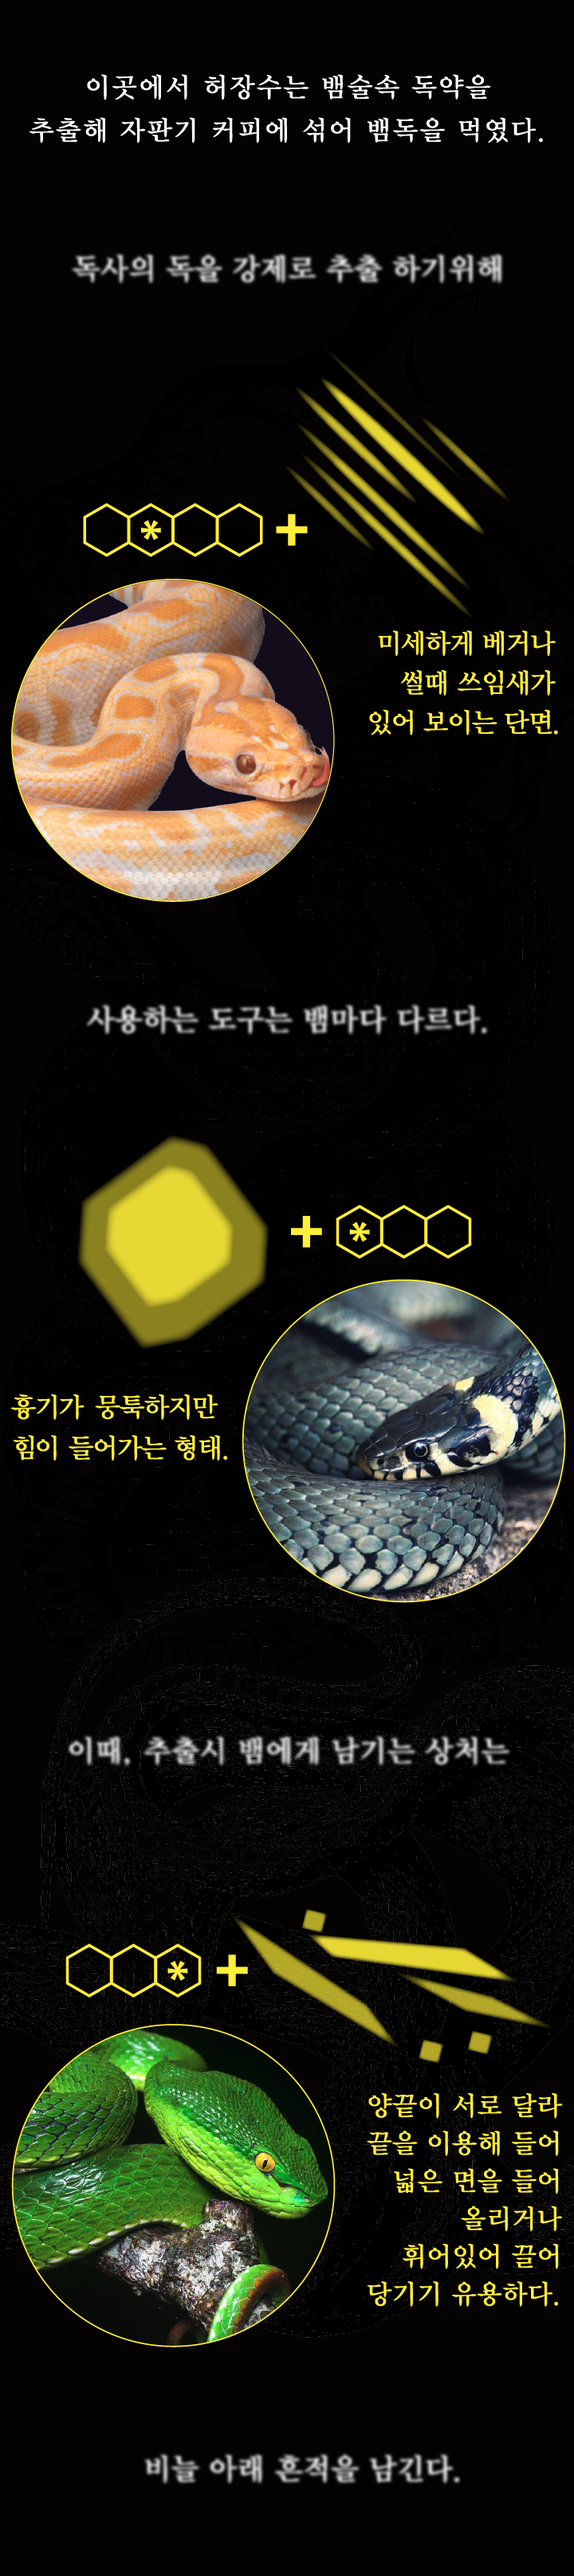 이곳에서 허장수는 뱀술속 독약을
추출해 자판기 커피에 섞어 뱀독을 먹였다.
독사의 독을 강제로 추출 하기위해
* +
미세하게 베거나
썰때 쓰임새가
있어 보이는 단면.
사용하는 도구는 뱀마다 다르다.
+ *
흉기가 뭉툭하지만
힘이 들어가는 형태.
이때, 추출시 뱀에게 남기는 상처는
* +
양끝이 서로 달라
끝을 이용해 들어
넓은 면을 들어
올리거나
휘어있어 끌어
당기기 유용하다.
비늘 아래 흔적을 남긴다.